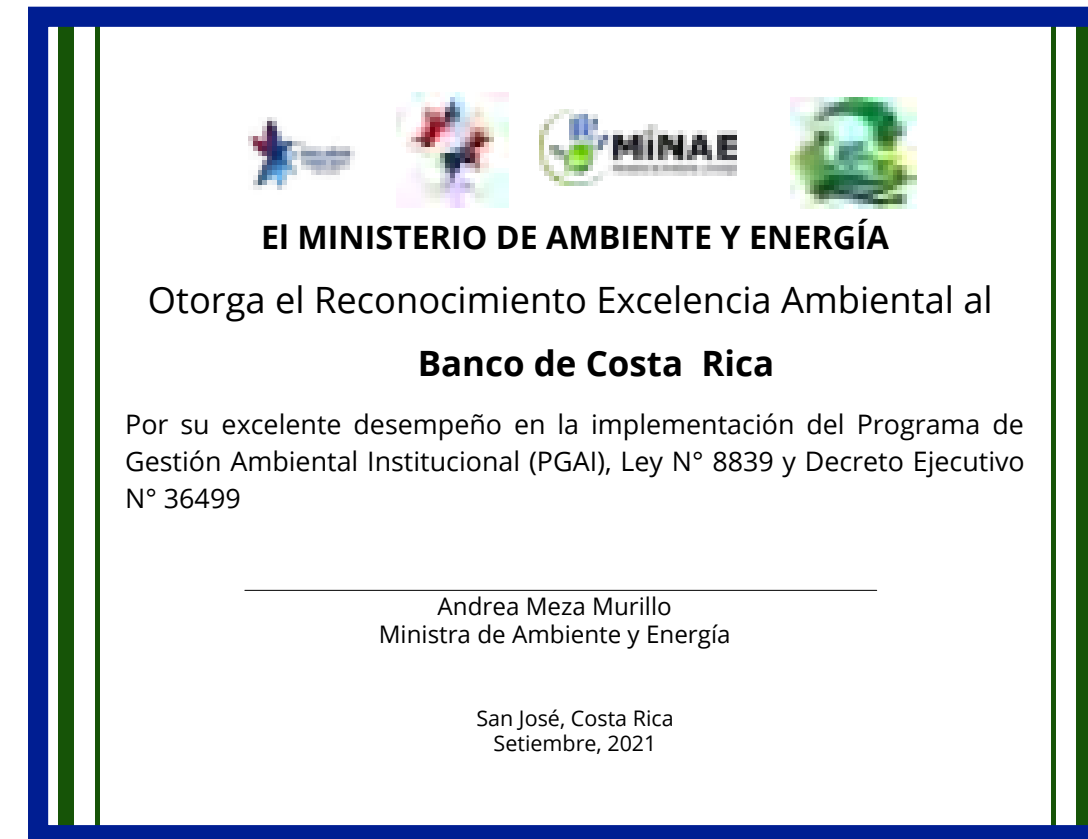 MiNAE
El MINISTERIO DE AMBIENTE Y ENERGÍA
Otorga el Reconocimiento Excelencia Ambiental al
Banco de Costa Rica
Por su excelente desempeño en la implementación del Programa de
Gestión Ambiental Institucional (PGAI), Ley N° 8839 y Decreto Ejecutivo
N° 36499
Andrea Meza Murillo
Ministra de Ambiente y Energía
San José, Costa Rica
Setiembre, 2021